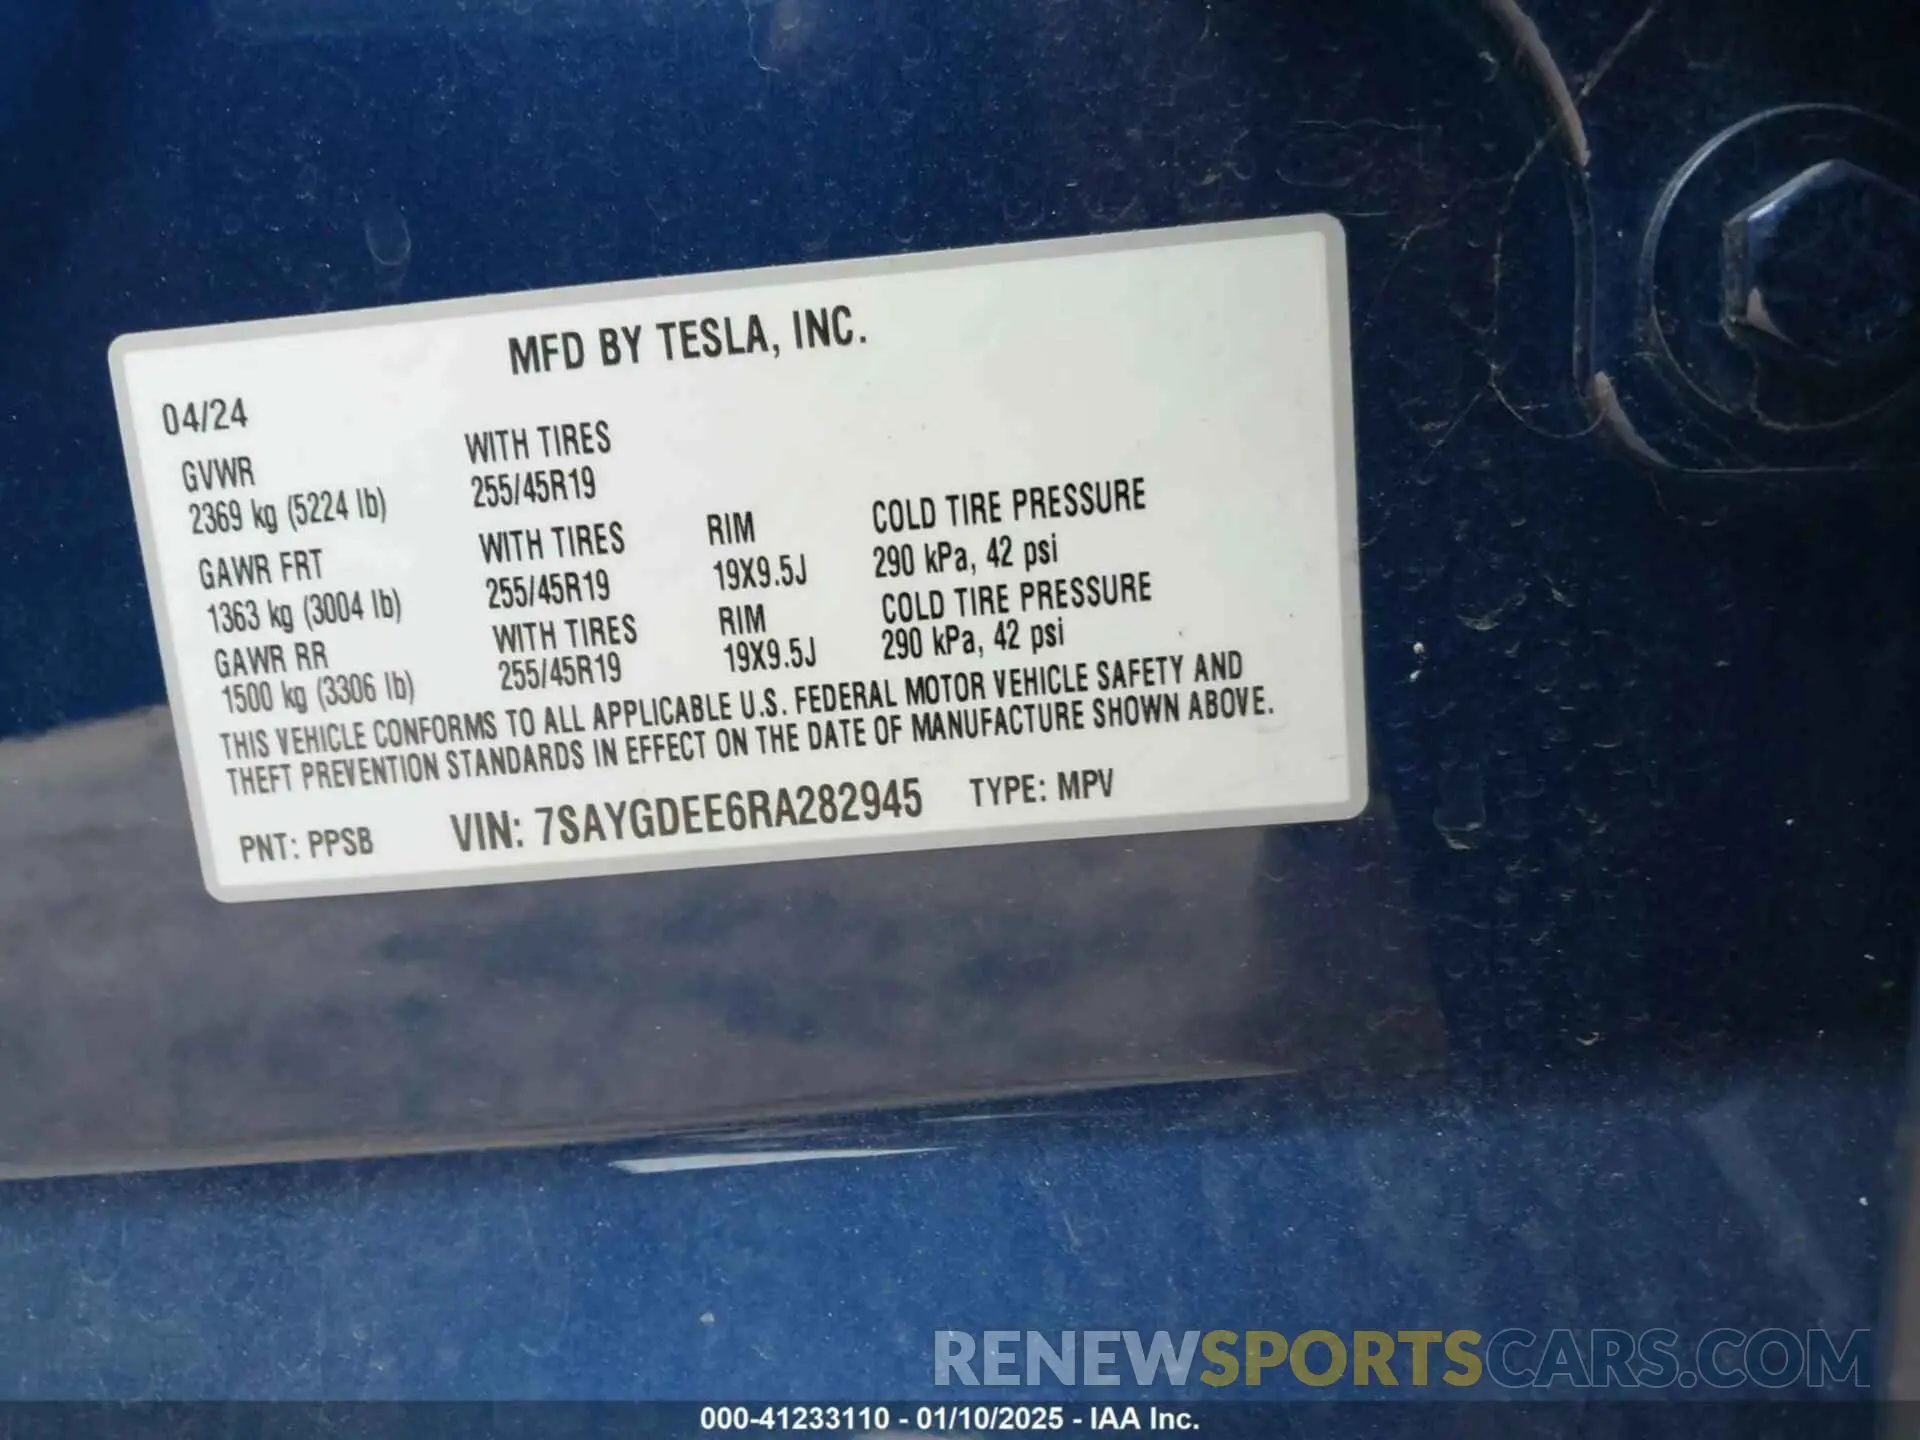 MFD BY TESLA, INC.
04/24
GVWR WITH TIRES
2369 kg (5224 lb) 255/45R19
GAWR FRT WITH TIRES RIM COLD TIRE PRESSURE
1363 kg (3004 lb) 255/45R19 19X9.5J 290 kPa, 42 psi
GAWR RR WITH TIRES RIM COLD TIRE PRESSURE
1500 kg (3306 lb) 255/45R19 19X9.5J 290 kPa, 42 psi
THIS VEHICLE CONFORMS TO ALL APPLICABLE U.S. FEDERAL MOTOR VEHICLE SAFETY AND
THEFT PREVENTION STANDARDS IN EFFECT ON THE DATE OF MANUFACTURE SHOWN ABOVE.
PNT: PPSB VIN: 7SAYGDEE6RA282945 TYPE: MPV
RENEWSPORTSCARS.COM
000-41233110 - 01/10/2025 - IAA Inc.